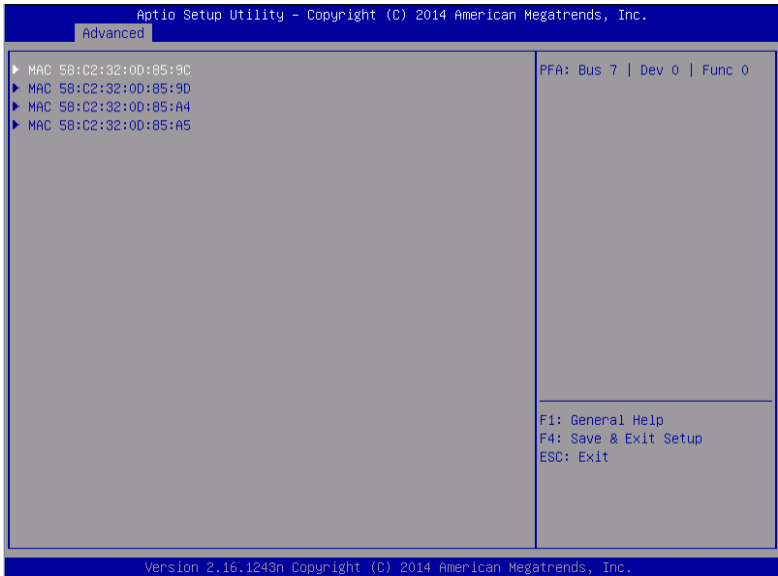 Aptio Setup Utility - Copyright (C) 2014 American Megatrends, Inc.
Advanced
MAC 58:C2:32:0D:85:9C
MAC 58:C2:32:0D:85:9D
MAC 58:C2:32:0D:85:A4
MAC 58:C2:32:0D:85:A5
PFA: Bus 7 | Dev 0 | Func 0
F1: General Help
F4: Save & Exit Setup
ESC: Exit
Version 2.16.1243n Copyright (C) 2014 American Megatrends, Inc.